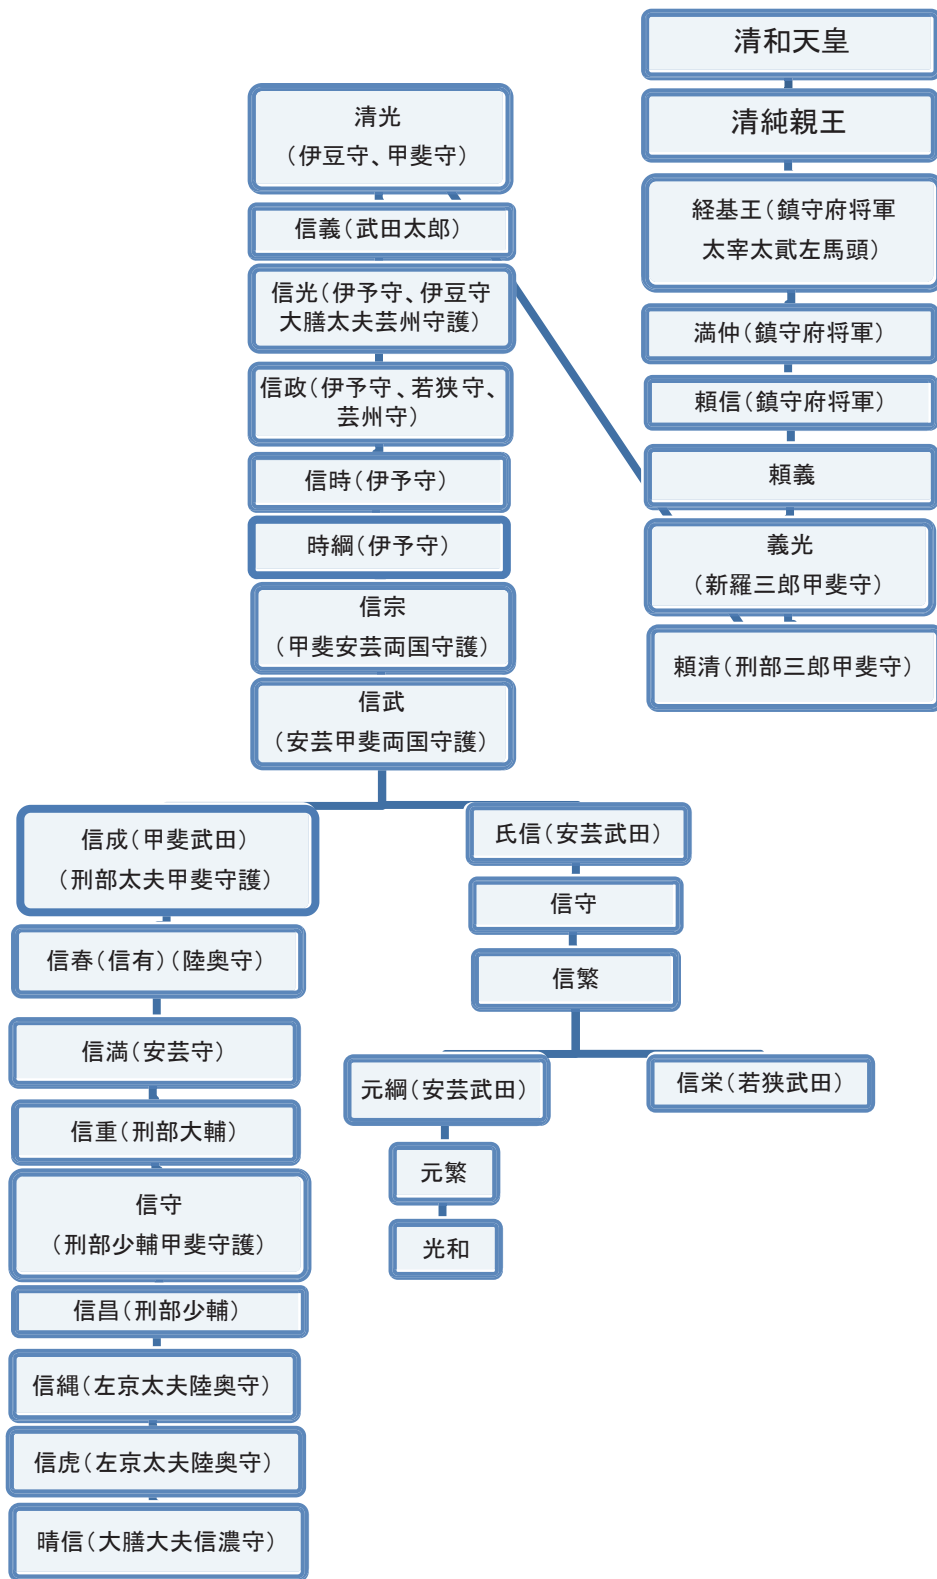 清和天皇
清純親王
経基王（鎮守府将軍
太宰太貮左馬頭）
満仲（鎮守府将軍）
頼信（鎮守府将軍）
頼義
義光
（新羅三郎甲斐守）
頼清（刑部三郎甲斐守）
清光
（伊豆守、甲斐守）
信義（武田太郎）
信光（伊予守、伊豆守
大膳太夫芸州守護）
信政（伊予守、若狭守、
芸州守）
信時（伊予守）
時綱（伊予守）
信宗
（甲斐安芸両国守護）
信武
（安芸甲斐両国守護）
信成（甲斐武田）
（刑部太夫甲斐守護）
信春（信有）（陸奥守）
信満（安芸守）
信重（刑部大輔）
信守
（刑部少輔甲斐守護）
信昌（刑部少輔）
信縄（左京太夫陸奥守）
信虎（左京太夫陸奥守）
晴信（大膳大夫信濃守）
氏信（安芸武田）
信守
信繁
元綱（安芸武田）
元繁
光和
信栄（若狭武田）